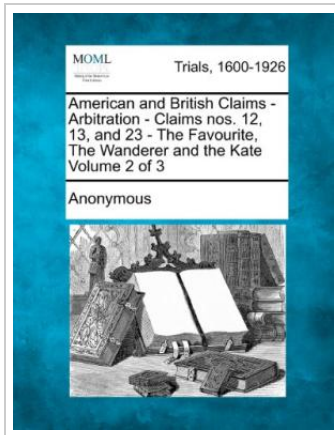 MOML
Trials, 1600-1926
American and British Claims -
Arbitration - Claims nos. 12,
13, and 23 - The Favourite,
The Wanderer and the Kate
Volume 2 of 3
Anonymous